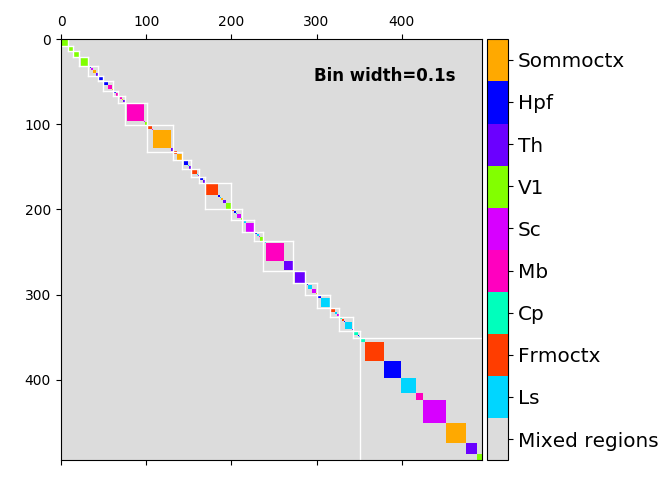 0 100 200 300 400
0
100
200
300
400
Bin width=0.1s
Sommoctx
Hpf
Th
V1
Sc
Mb
Cp
Frmoctx
Ls
Mixed regions